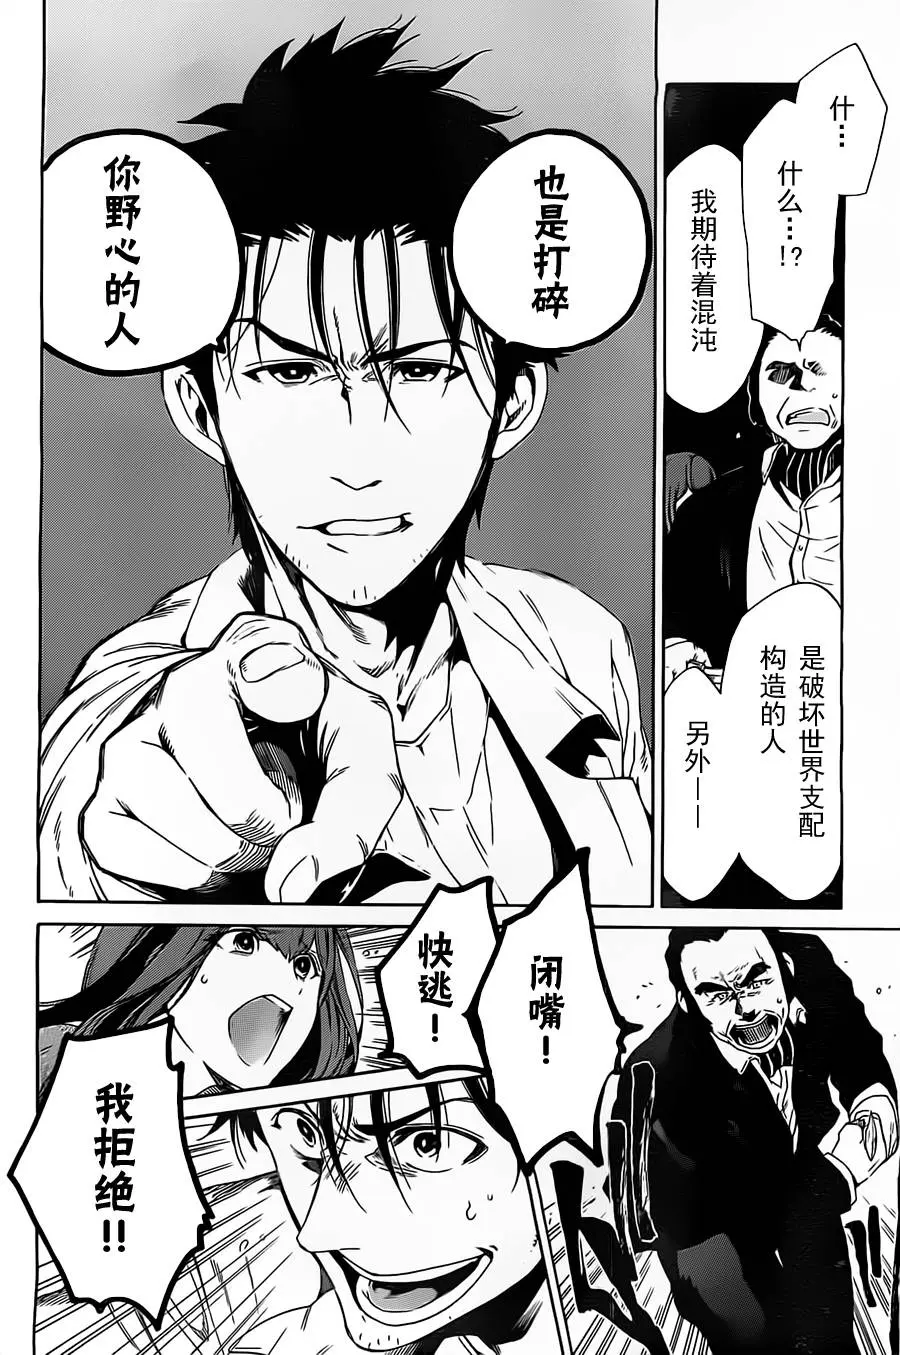 什…
什么…!?
我期待着混沌
是破坏世界支配
构造的人
另外——
也是打碎
你野心的人
闭嘴！
快逃！
我拒绝!!